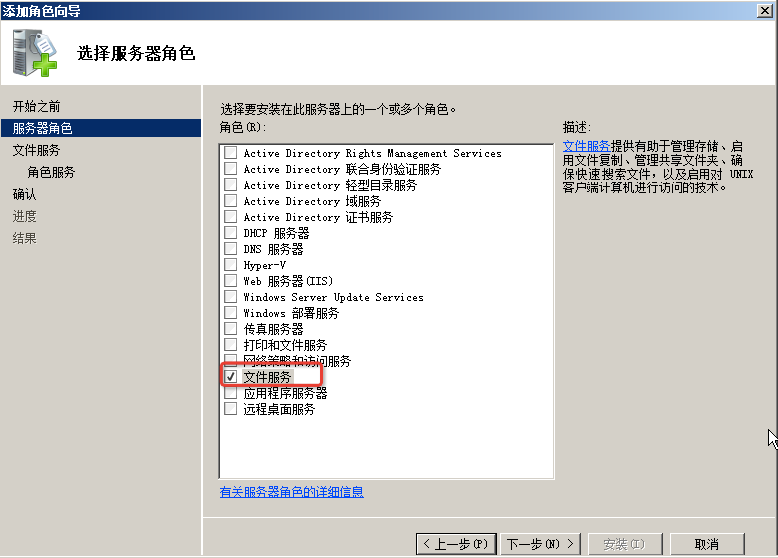 添加角色向导
选择服务器角色
开始之前
服务器角色
文件服务
角色服务
确认
进度
结果
选择要安装在此服务器上的一个或多个角色。
角色(R):
Active Directory Rights Management Services
Active Directory 联合身份验证服务
Active Directory 轻型目录服务
Active Directory 域服务
Active Directory 证书服务
DHCP 服务器
DNS 服务器
Hyper-V
Web 服务器(IIS)
Windows Server Update Services
Windows 部署服务
传真服务器
打印和文件服务
网络策略和访问服务
文件服务
应用程序服务器
远程桌面服务
有关服务器角色的详细信息
描述:
文件服务提供有助于管理存储、启
用文件复制、管理共享文件夹、确
保快速搜索文件，以及启用对 UNIX
客户端计算机进行访问的技术。
< 上一步(P)
下一步(N) >
安装(I)
取消